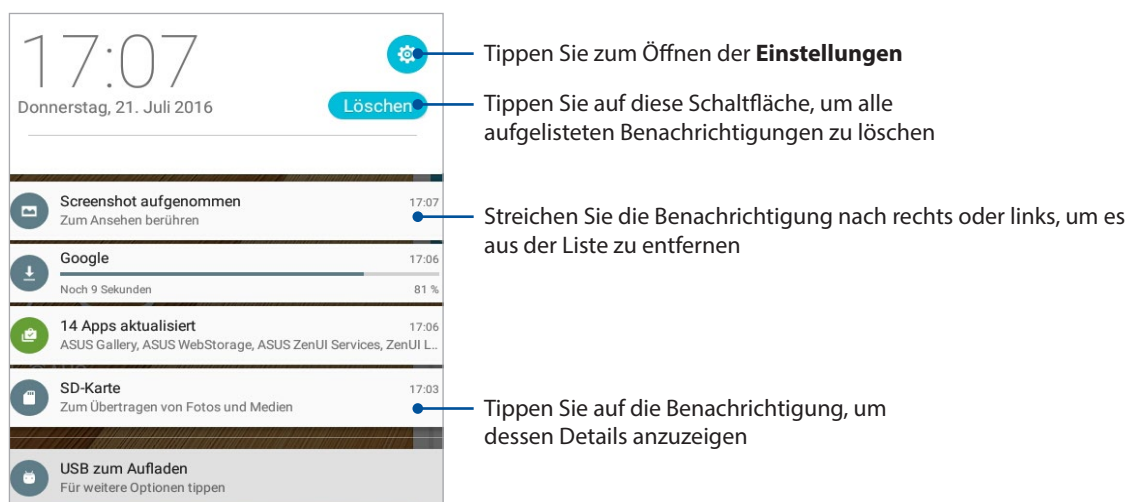 17:07
Donnerstag, 21. Juli 2016
Löschen
Screenshot aufgenommen 17:07
Zum Ansehen berühren
Google 17:06
Noch 9 Sekunden 81 %
14 Apps aktualisiert 17:06
ASUS Gallery, ASUS WebStorage, ASUS ZenUI Services, ZenUI L..
SD-Karte 17:03
Zum Übertragen von Fotos und Medien
USB zum Aufladen
Für weitere Optionen tippen
Tippen Sie zum Öffnen der Einstellungen
Tippen Sie auf diese Schaltfläche, um alle
aufgelisteten Benachrichtigungen zu löschen
Streichen Sie die Benachrichtigung nach rechts oder links, um es
aus der Liste zu entfernen
Tippen Sie auf die Benachrichtigung, um
dessen Details anzuzeigen